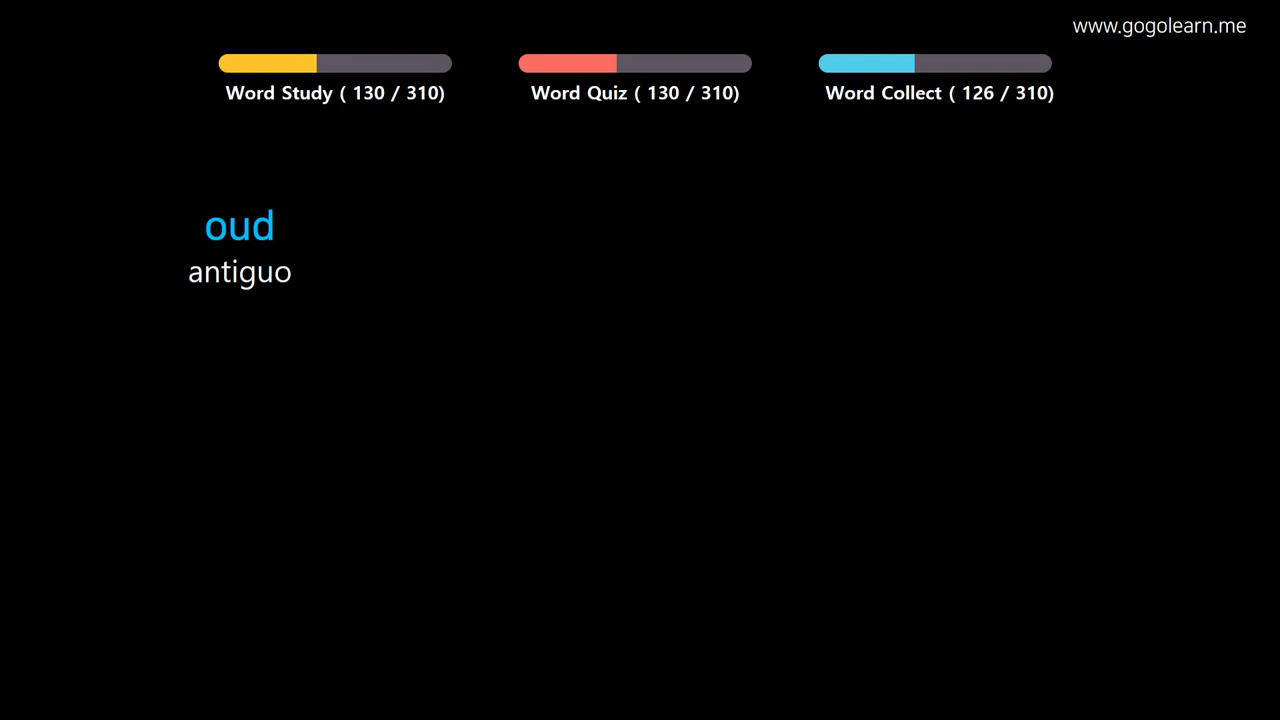 www.gogolearn.me
Word Study ( 130 / 310)
Word Quiz ( 130 / 310)
Word Collect ( 126 / 310)
oud
antiguo